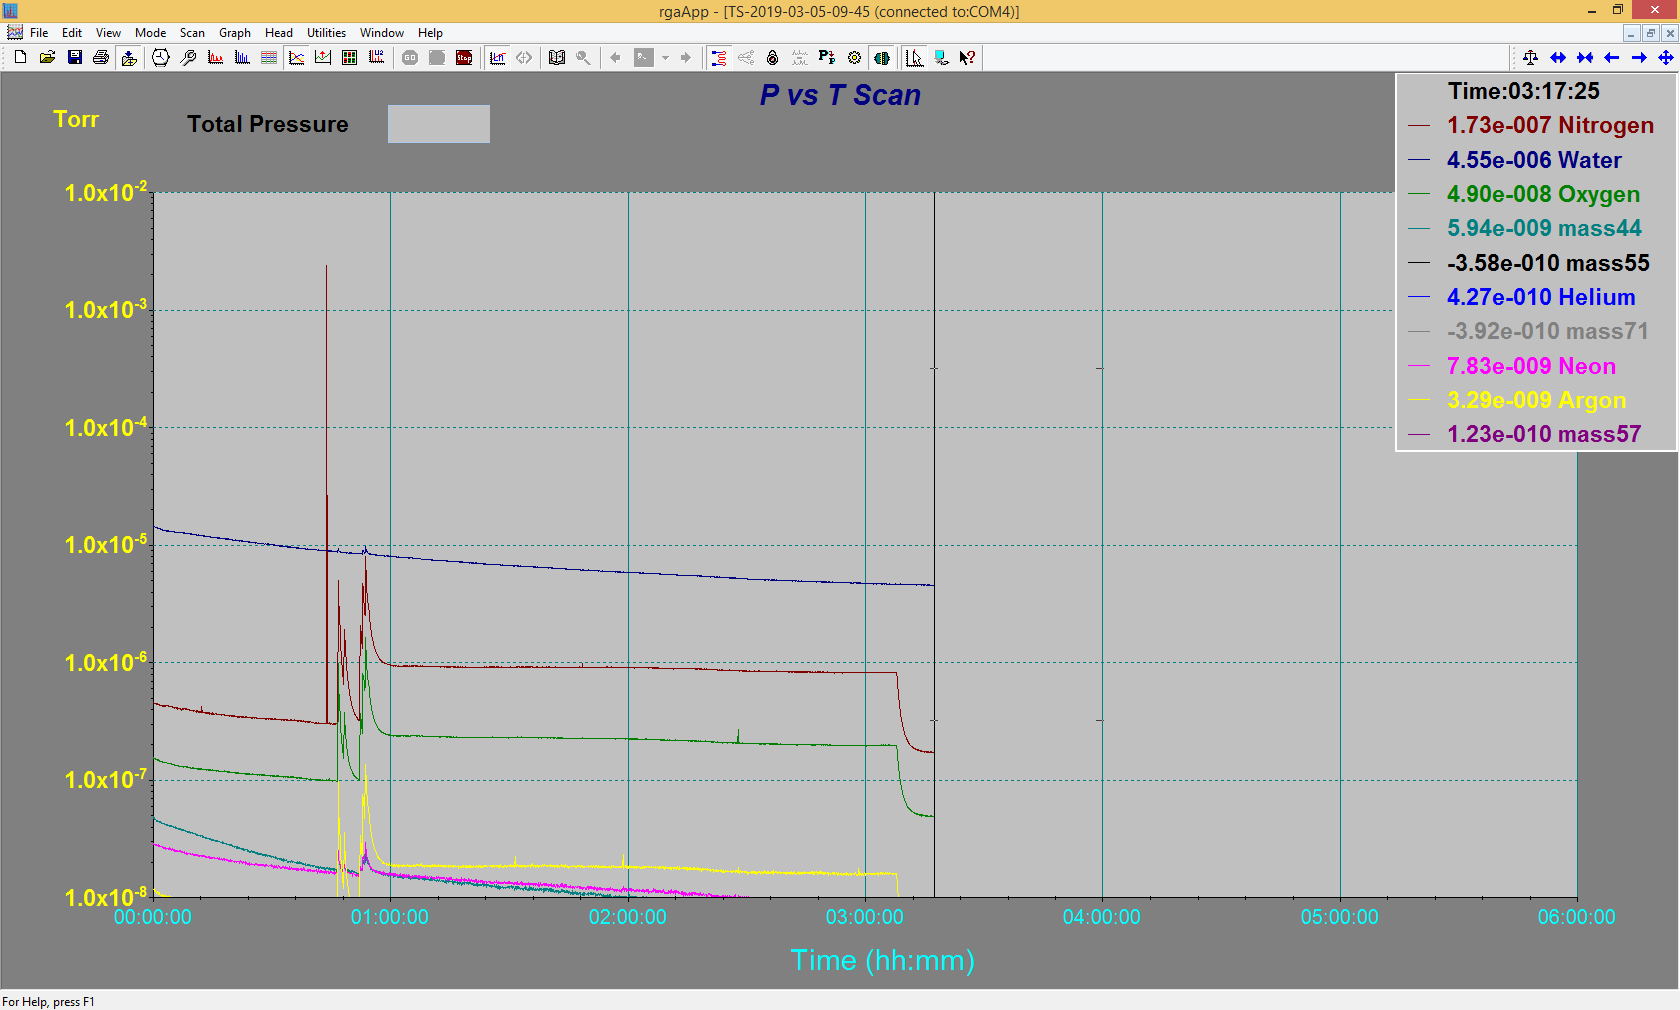 rgaApp - [TS-2019-03-05-09-45 (connected to:COM4)]
File Edit View Mode Scan Graph Head Utilities Window Help
GO Stop
P vs T Scan
Torr
Total Pressure
Time:03:17:25
1.73e-007 Nitrogen
4.55e-006 Water
4.90e-008 Oxygen
5.94e-009 mass44
-3.58e-010 mass55
4.27e-010 Helium
-3.92e-010 mass71
7.83e-009 Neon
3.29e-009 Argon
1.23e-010 mass57
1.0x10-2
1.0x10-3
1.0x10-4
1.0x10-5
1.0x10-6
1.0x10-7
1.0x10-8
00:00:00 01:00:00 02:00:00 03:00:00 04:00:00 05:00:00 06:00:00
Time (hh:mm)
For Help, press F1